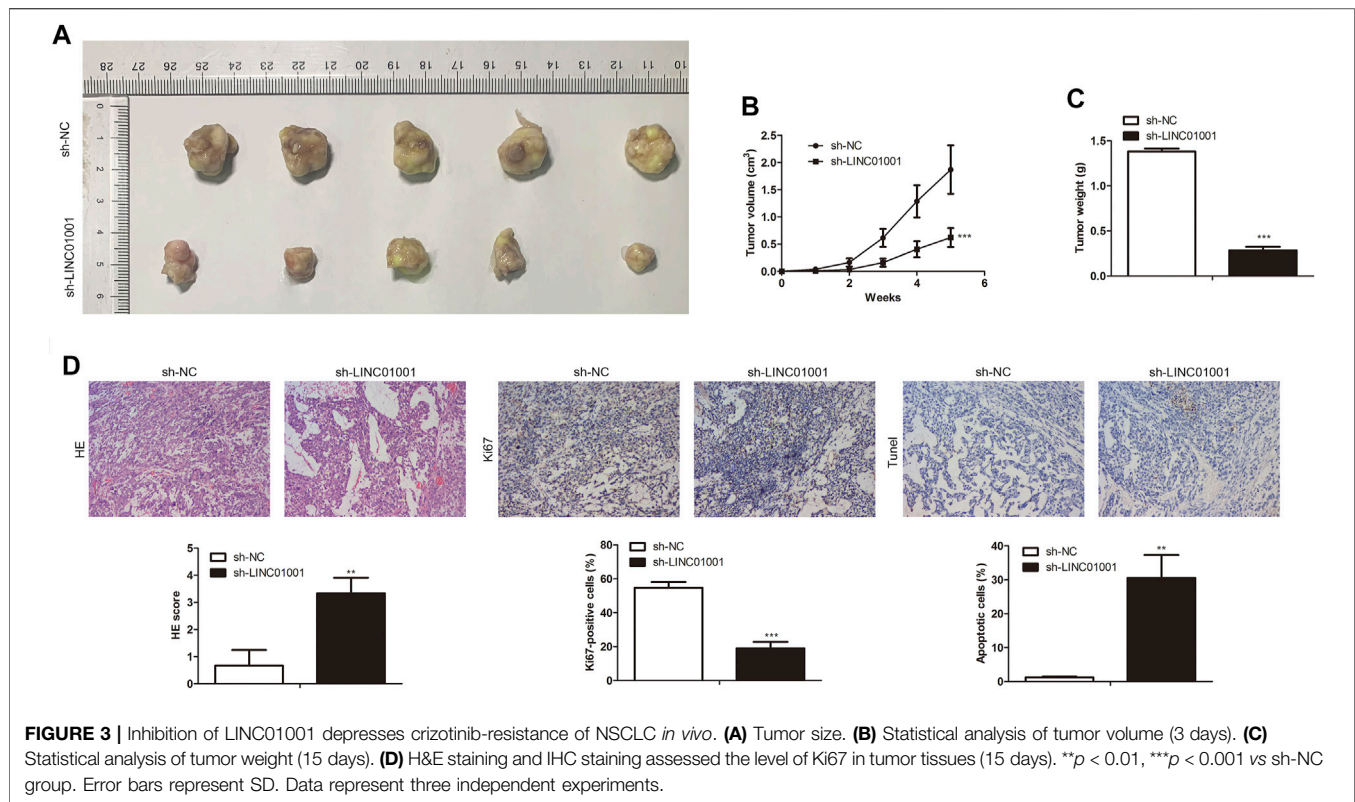 A
28 27 26 25 24 23 22 21 20 19 18 17 16 15 14 13 12 11 10
0
1
2
3
4
5
6
sh-NC
sh-LINC01001
B
sh-NC
sh-LINC01001
Tumor volume (cm³)
2.5
2.0
1.5
1.0
0.5
0.0
***
0 2 4 6
Weeks
C
sh-NC
sh-LINC01001
Tumor weight (g)
1.5
1.0
0.5
0.0
***
D
sh-NC sh-LINC01001
HE
sh-NC sh-LINC01001
Ki67
sh-NC sh-LINC01001
Tunel
sh-NC
sh-LINC01001
HE score
5
4
3
2
1
0
**
sh-NC
sh-LINC01001
Ki67-positive cells (%)
80
60
40
20
0
***
sh-NC
sh-LINC01001
Apoptotic cells (%)
40
30
20
10
0
**
FIGURE 3 | Inhibition of LINC01001 depresses crizotinib-resistance of NSCLC in vivo. (A) Tumor size. (B) Statistical analysis of tumor volume (3 days). (C)
Statistical analysis of tumor weight (15 days). (D) H&E staining and IHC staining assessed the level of Ki67 in tumor tissues (15 days). **p < 0.01, ***p < 0.001 vs sh-NC
group. Error bars represent SD. Data represent three independent experiments.